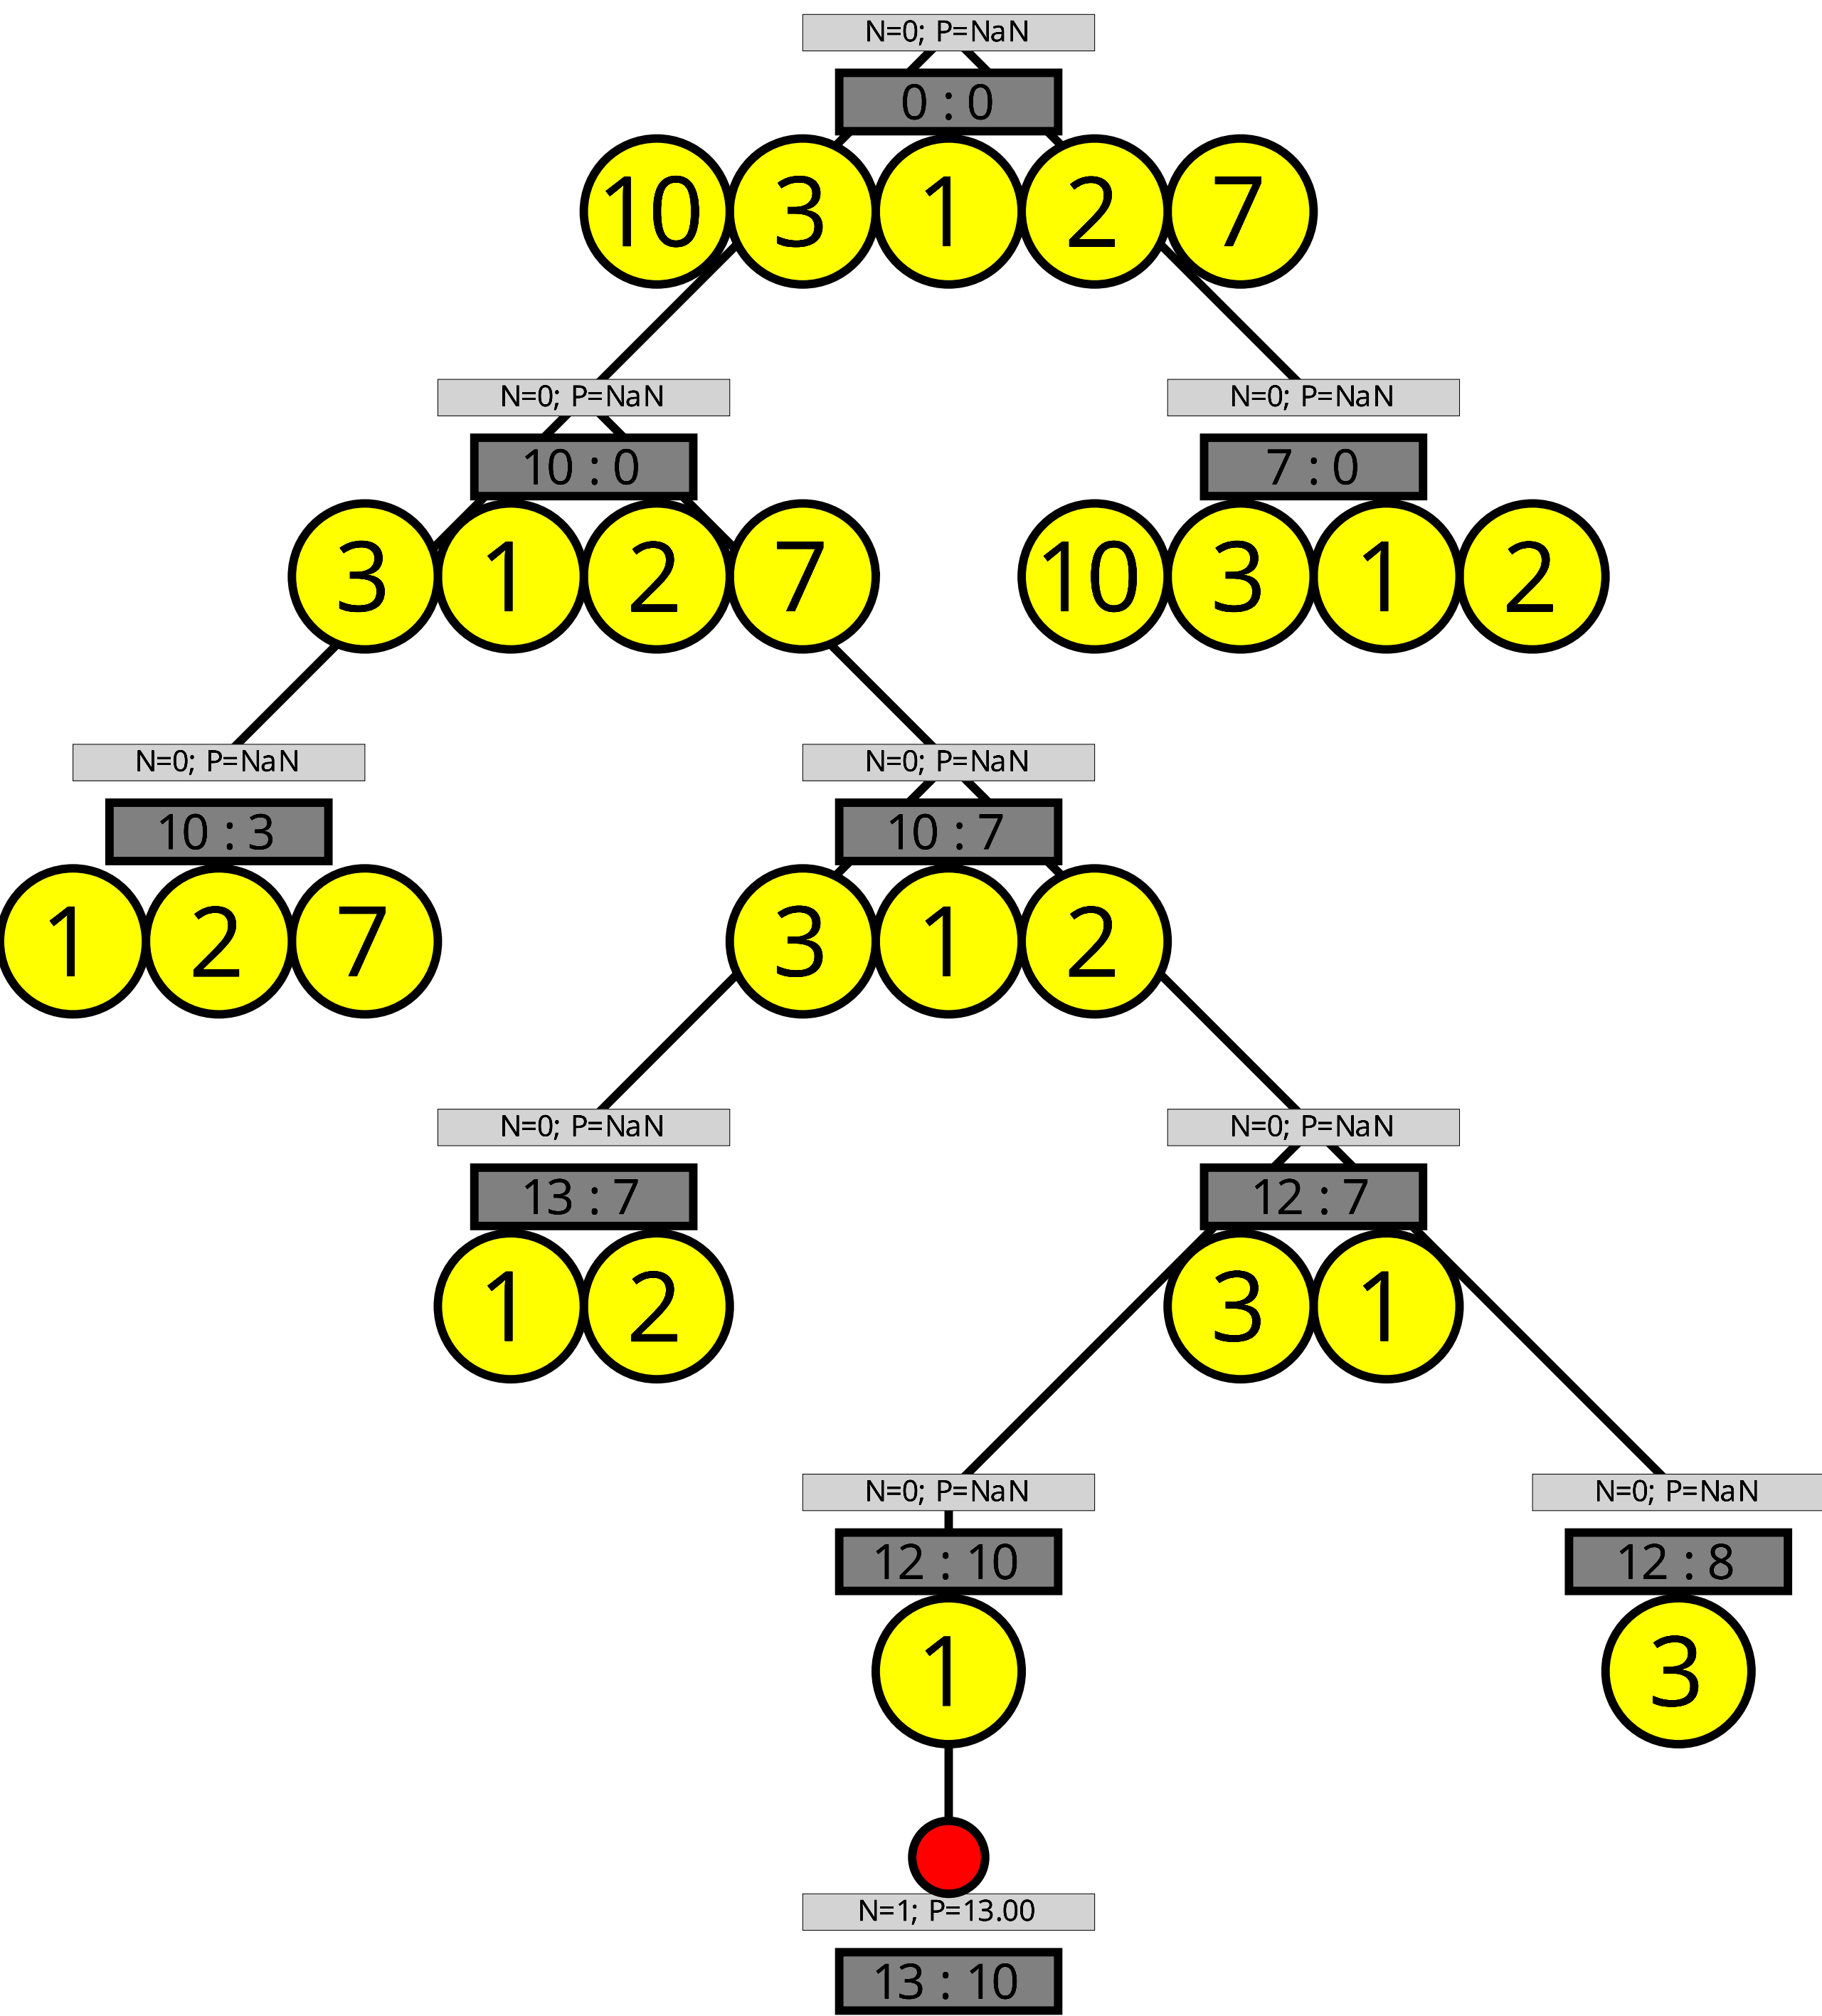 N=0; P=NaN
0 : 0
10 3 1 2 7
N=0; P=NaN N=0; P=NaN
10 : 0 7 : 0
3 1 2 7 10 3 1 2
N=0; P=NaN N=0; P=NaN
10 : 3 10 : 7
1 2 7 3 1 2
N=0; P=NaN N=0; P=NaN
13 : 7 12 : 7
1 2 3 1
N=0; P=NaN N=0; P=NaN
12 : 10 12 : 8
1 3
N=1; P=13.00
13 : 10